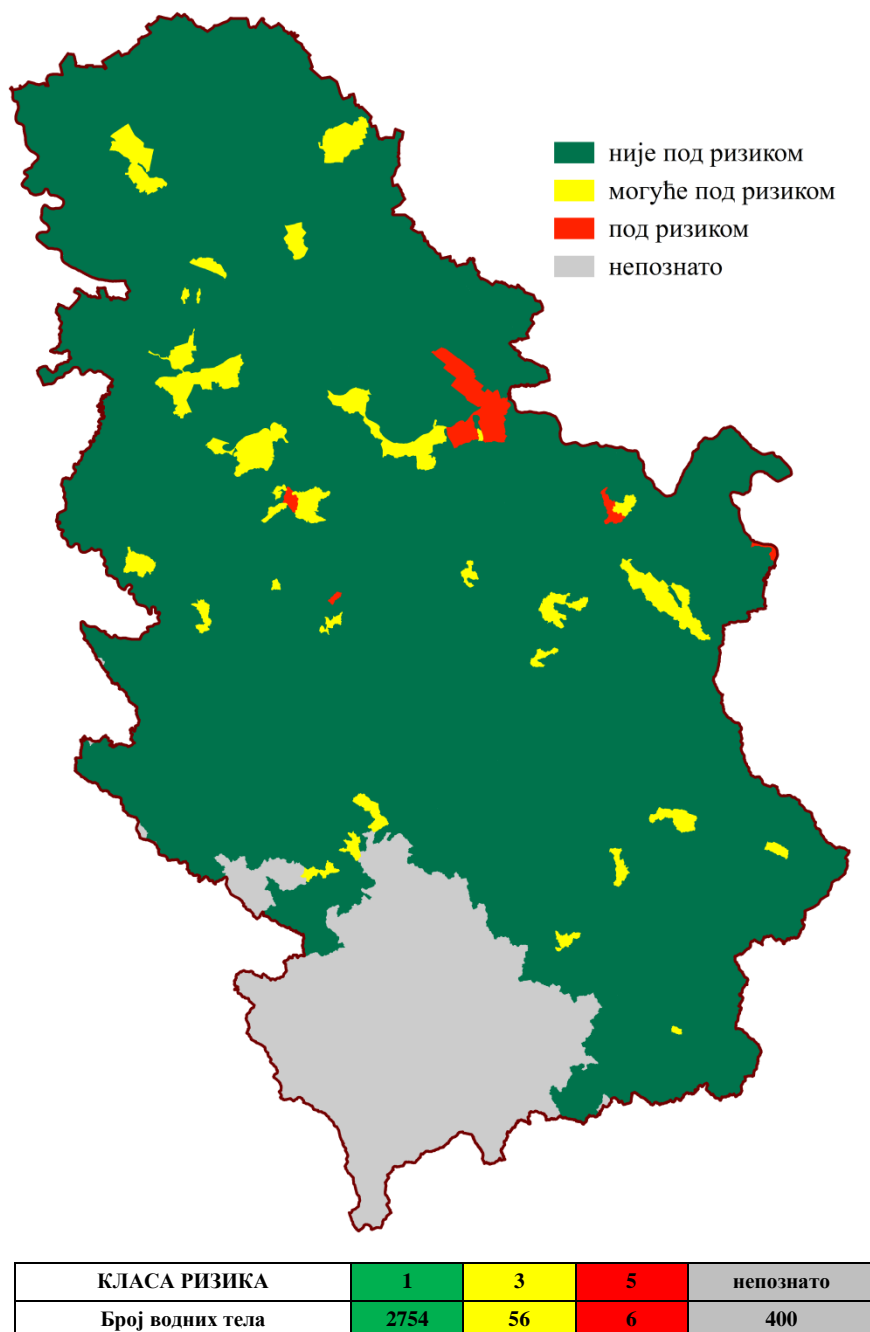 није под ризиком
могуће под ризиком
под ризиком
непознато
КЛАСА РИЗИКА 1 3 5 непознато
Број водних тела 2754 56 6 400